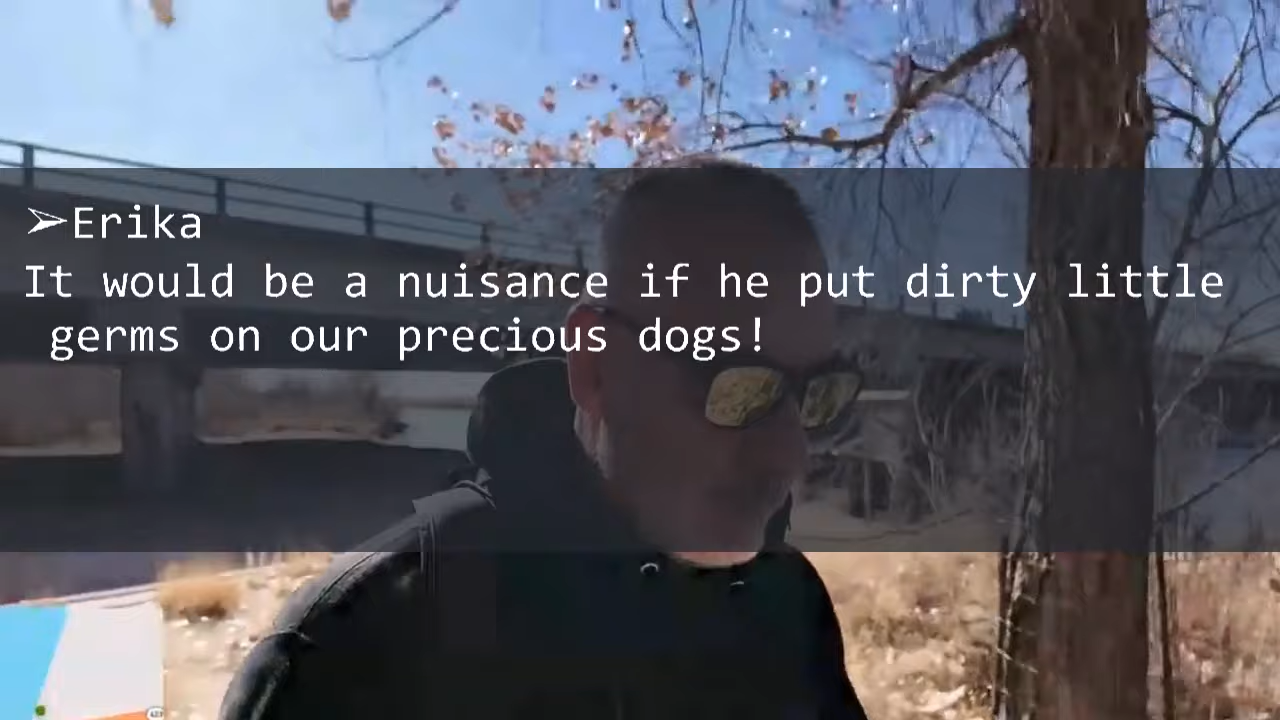 ➢Erika
It would be a nuisance if he put dirty little
germs on our precious dogs!